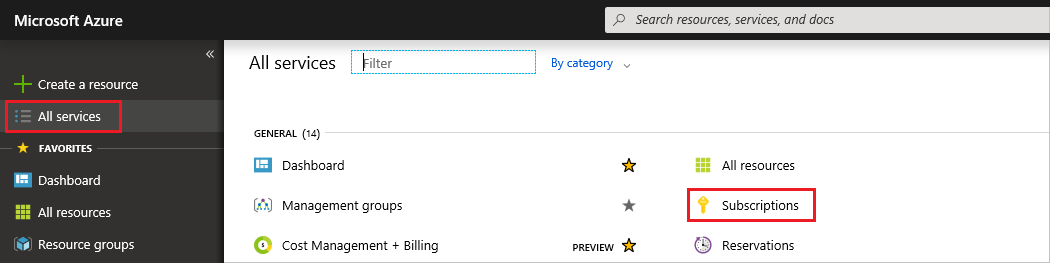 Microsoft Azure
Search resources, services, and docs
«
Create a resource
All services
FAVORITES
Dashboard
All resources
Resource groups
All services
Filter
By category
GENERAL (14)
Dashboard
All resources
Management groups
Subscriptions
Cost Management + Billing
PREVIEW
Reservations